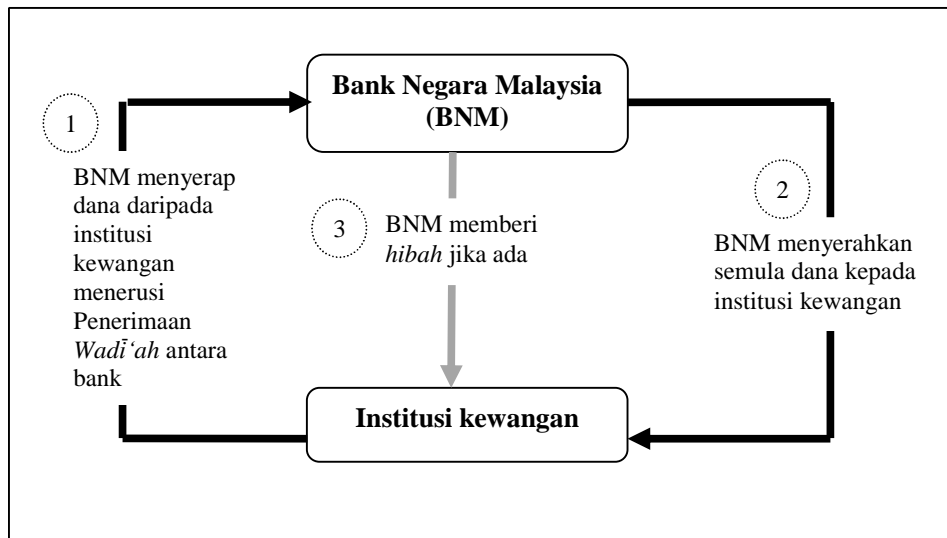 Bank Negara Malaysia
(BNM)
1
BNM menyerap
dana daripada
institusi
kewangan
menerusi
Penerimaan
Wadī‘ah antara
bank
2
BNM menyerahkan
semula dana kepada
institusi kewangan
3
BNM memberi
hibah jika ada
Institusi kewangan